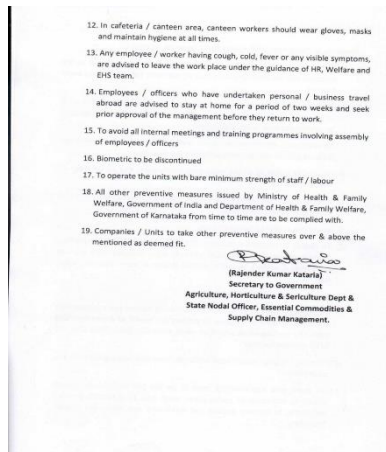 12. In cafeteria / canteen area, canteen workers should wear gloves, masks
and maintain hygiene at all times.
13. Any employee / worker having cough, cold, fever or any visible symptoms,
are advised to leave the work place under the guidance of HR, Welfare and
EHS team.
14. Employees / officers who have undertaken personal / business travel
abroad are advised to stay at home for a period of two weeks and seek
prior approval of the management before they return to work.
15. To avoid all internal meetings and training programmes involving assembly
of employees / officers
16. Biometric to be discontinued
17. To operate the units with bare minimum strength of staff / labour
18. All other preventive measures issued by Ministry of Health & Family
Welfare, Government of India and Department of Health & Family Welfare,
Government of Karnataka from time to time are to be complied with.
19. Companies / Units to take other preventive measures over & above the
mentioned as deemed fit.
(Rajender Kumar Kataria)
Secretary to Government
Agriculture, Horticulture & Sericulture Dept &
State Nodal Officer, Essential Commodities &
Supply Chain Management.